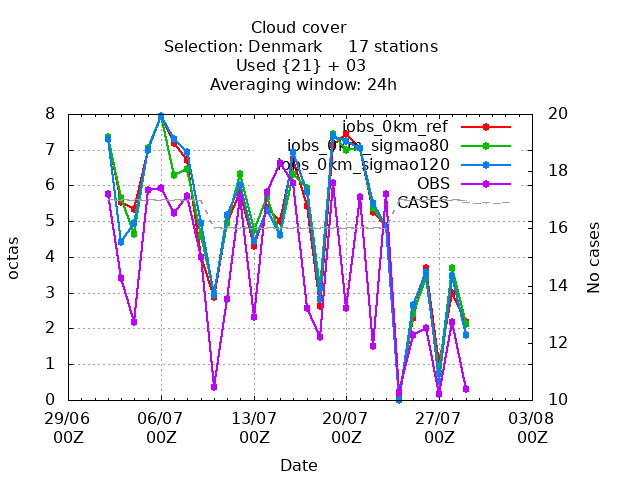 Cloud cover
Selection: Denmark 17 stations
Used {21} + 03
Averaging window: 24h
8
7
6
5
4
3
2
1
0
octas
20
18
16
14
12
10
No cases
iobs_0km_ref
iobs_0km_sigmao80
iobs_0km_sigmao120
OBS
CASES
29/06 06/07 13/07 20/07 27/07 03/08
00Z 00Z 00Z 00Z 00Z 00Z
Date